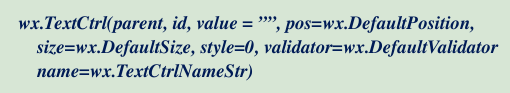 wx.TextCtrl(parent, id, value = ””, pos=wx.DefaultPosition,
size=wx.DefaultSize, style=0, validator=wx.DefaultValidator
name=wx.TextCtrlNameStr)